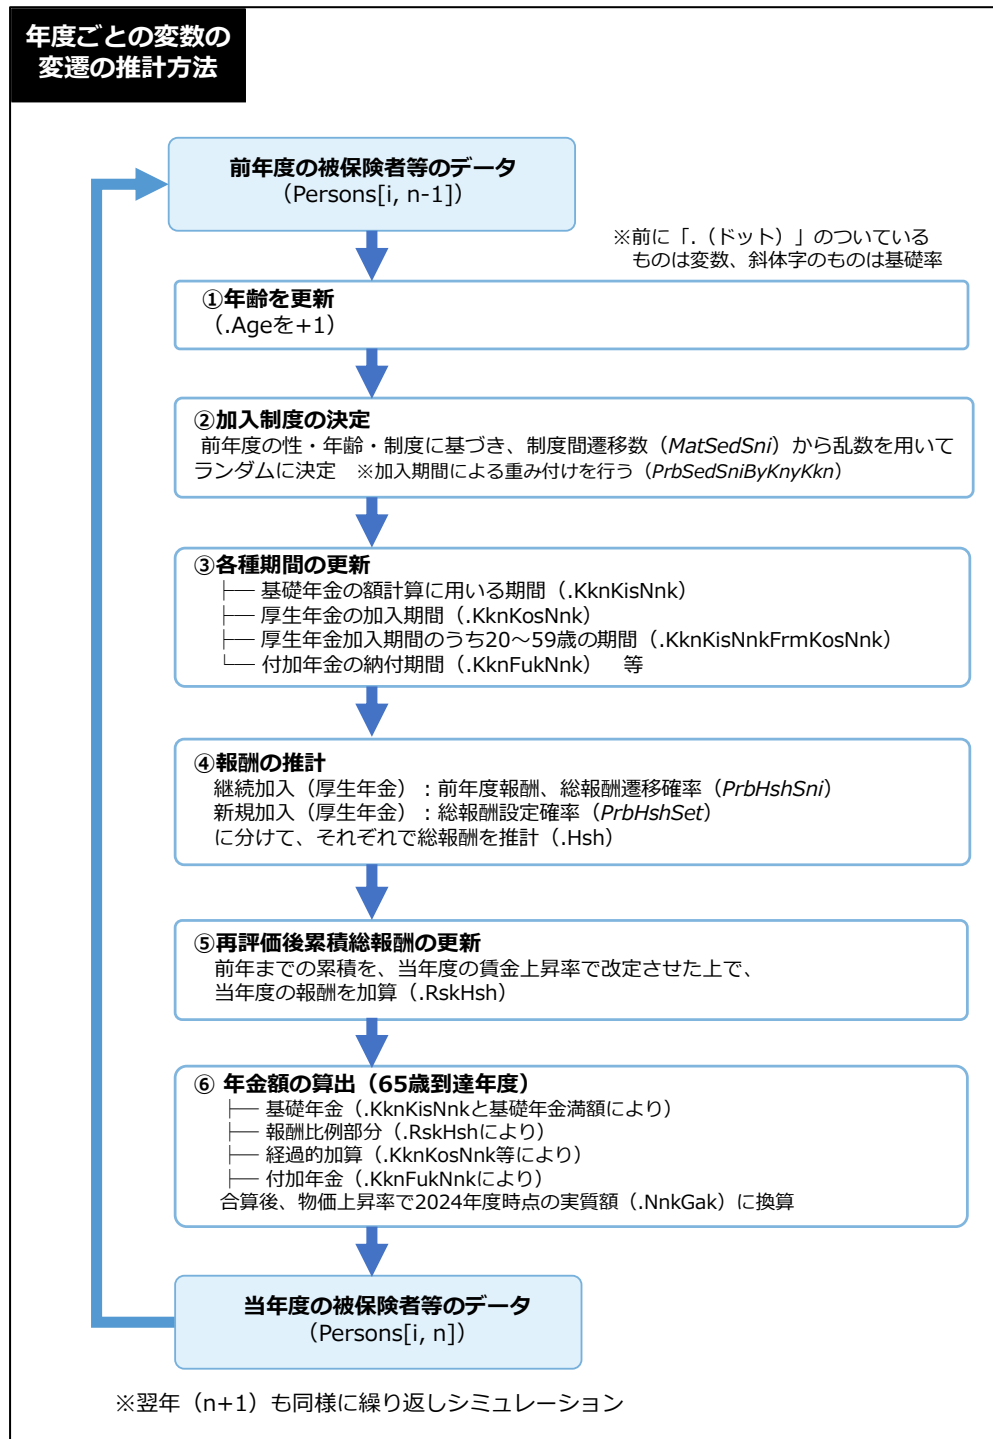 年度ごとの変数の
変遷の推計方法
前年度の被保険者等のデータ
（Persons[i, n-1]）
※前に「.（ドット）」のついている
ものは変数、斜体字のものは基礎率
①年齢を更新
（.Ageを+1）
②加入制度の決定
前年度の性・年齢・制度に基づき、制度間遷移数（MatSedSni）から乱数を用いて
ランダムに決定　※加入期間による重み付けを行う（PrbSedSniByKnyKkn）
③各種期間の更新
├─ 基礎年金の額計算に用いる期間（.KknKisNnk）
├─ 厚生年金の加入期間（.KknKosNnk）
├─ 厚生年金加入期間のうち20～59歳の期間（.KknKisNnkFrmKosNnk）
└─ 付加年金の納付期間（.KknFukNnk）　等
④報酬の推計
継続加入（厚生年金）：前年度報酬、総報酬遷移確率（PrbHshSni）
新規加入（厚生年金）：総報酬設定確率（PrbHshSet）
に分けて、それぞれで総報酬を推計（.Hsh）
⑤再評価後累積総報酬の更新
前年までの累積を、当年度の賃金上昇率で改定させた上で、
当年度の報酬を加算（.RskHsh）
⑥ 年金額の算出（65歳到達年度）
├─ 基礎年金（.KknKisNnkと基礎年金満額により）
├─ 報酬比例部分（.RskHshにより）
├─ 経過的加算（.KknKosNnk等により）
├─ 付加年金（.KknFukNnkにより）
合算後、物価上昇率で2024年度時点の実質額（.NnkGak）に換算
当年度の被保険者等のデータ
（Persons[i, n]）
※翌年（n+1）も同様に繰り返しシミュレーション